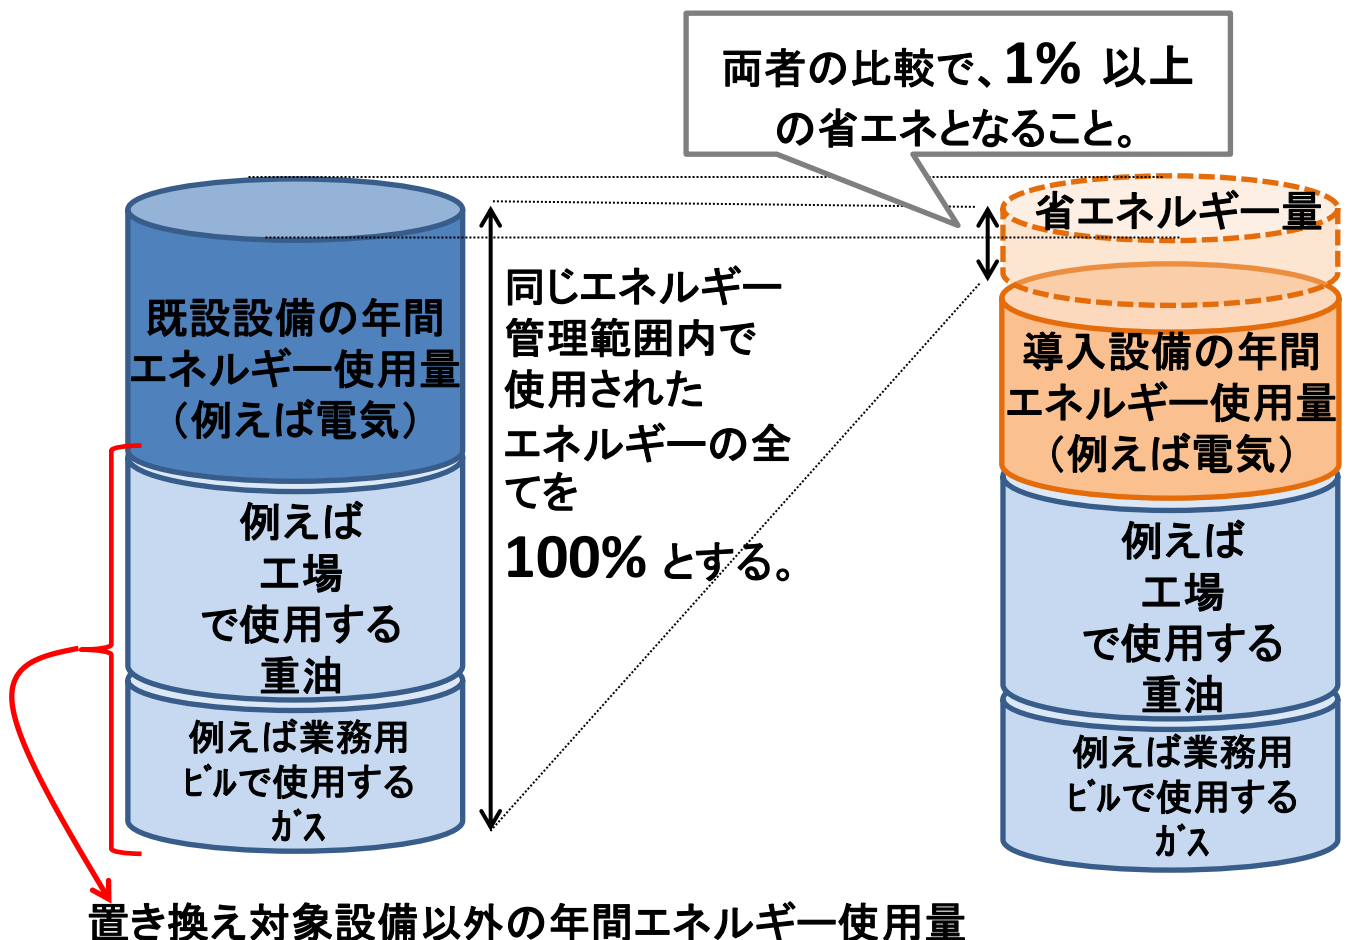 両者の比較で、1% 以上
の省エネとなること。
既設設備の年間
エネルギー使用量
（例えば電気）
例えば
工場
で使用する
重油
例えば業務用
ﾋﾞﾙで使用する
ｶﾞｽ
同じエネルギー
管理範囲内で
使用された
エネルギーの全
てを
100% とする。
省エネルギー量
導入設備の年間
エネルギー使用量
（例えば電気）
例えば
工場
で使用する
重油
例えば業務用
ﾋﾞﾙで使用する
ｶﾞｽ
置き換え対象設備以外の年間エネルギー使用量